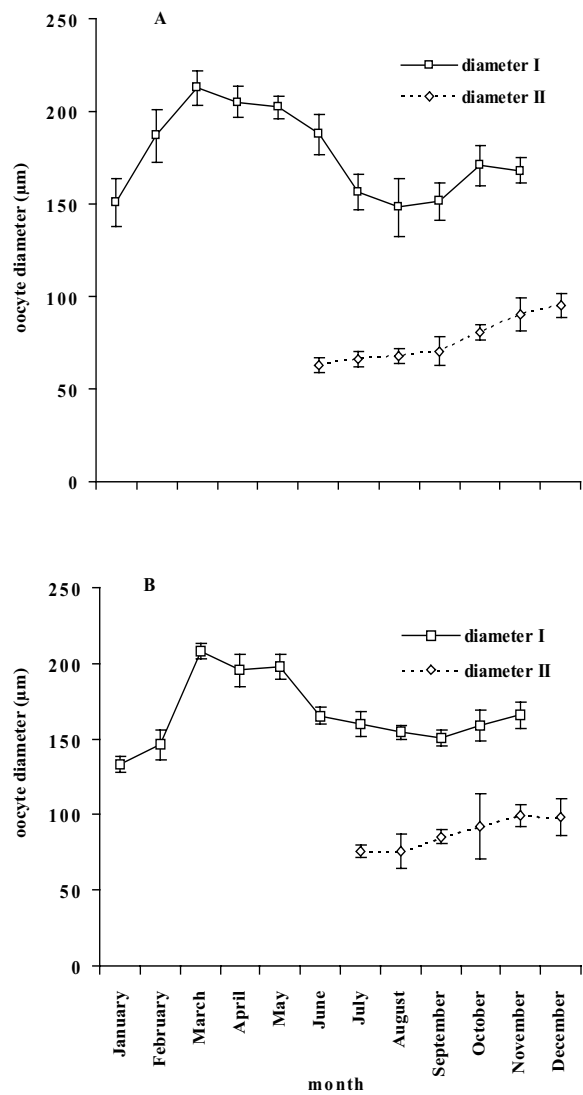 A
250
200
150
100
50
0
oocyte diameter (µm)
diameter I
diameter II
B
250
200
150
100
50
0
oocyte diameter (µm)
diameter I
diameter II
January
February
March
April
May
June
July
August
September
October
November
December
month